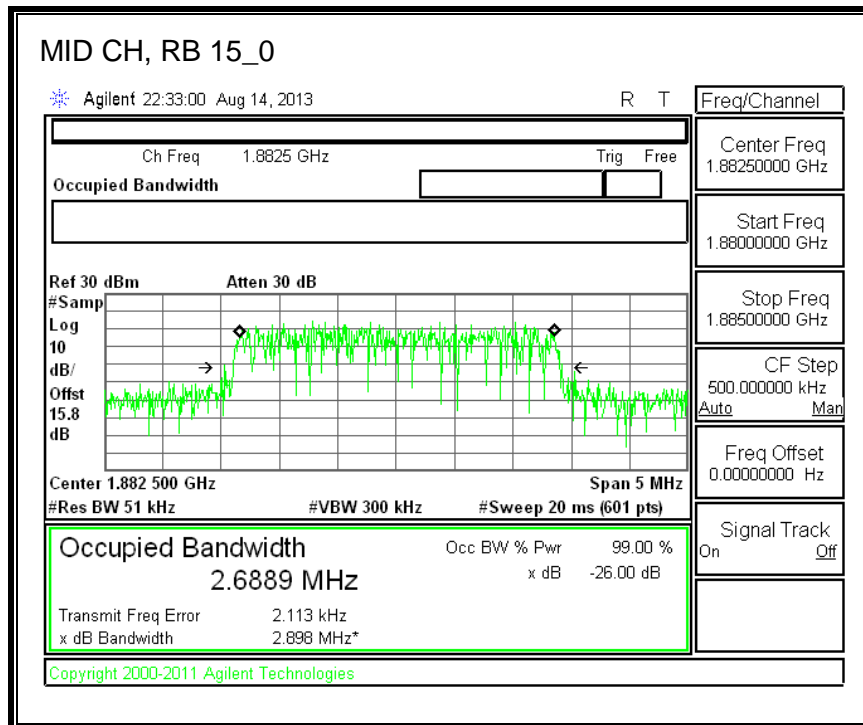 MID CH, RB 15_0
Agilent 22:33:00 Aug 14, 2013 R T
Freq/Channel
Ch Freq 1.8825 GHz Trig Free
Occupied Bandwidth
Center Freq
1.88250000 GHz
Start Freq
1.88000000 GHz
Stop Freq
1.88500000 GHz
CF Step
500.000000 kHz
Auto Man
Freq Offset
0.00000000 Hz
Signal Track
On Off
Ref 30 dBm Atten 30 dB
#Samp
Log
10
dB/
Offst
15.8
dB
Center 1.882 500 GHz Span 5 MHz
#Res BW 51 kHz #VBW 300 kHz #Sweep 20 ms (601 pts)
Occupied Bandwidth Occ BW % Pwr 99.00 %
2.6889 MHz x dB -26.00 dB
Transmit Freq Error 2.113 kHz
x dB Bandwidth 2.898 MHz*
Copyright 2000-2011 Agilent Technologies